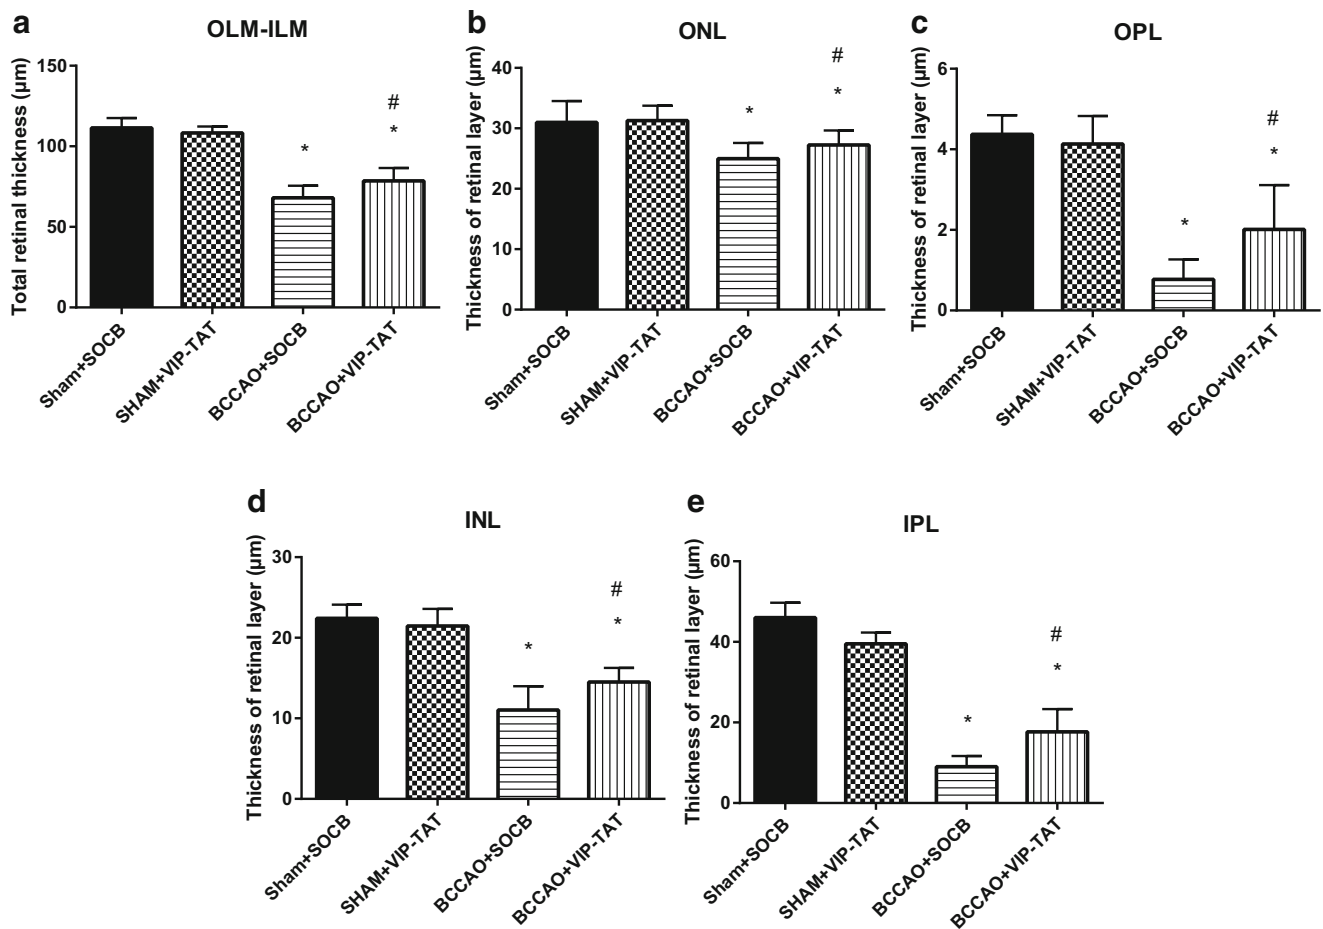 a
OLM-ILM
Total retinal thickness (µm)
150
100
50
0
*
#
*
Sham+SOCB
SHAM+VIP-TAT
BCCAO+SOCB
BCCAO+VIP-TAT
b
ONL
Thickness of retinal layer (µm)
40
30
20
10
0
*
#
*
Sham+SOCB
SHAM+VIP-TAT
BCCAO+SOCB
BCCAO+VIP-TAT
c
OPL
Thickness of retinal layer (µm)
6
4
2
0
*
#
*
Sham+SOCB
SHAM+VIP-TAT
BCCAO+SOCB
BCCAO+VIP-TAT
d
INL
Thickness of retinal layer (µm)
30
20
10
0
*
#
*
Sham+SOCB
SHAM+VIP-TAT
BCCAO+SOCB
BCCAO+VIP-TAT
e
IPL
Thickness of retinal layer (µm)
60
40
20
0
*
#
*
Sham+SOCB
SHAM+VIP-TAT
BCCAO+SOCB
BCCAO+VIP-TAT